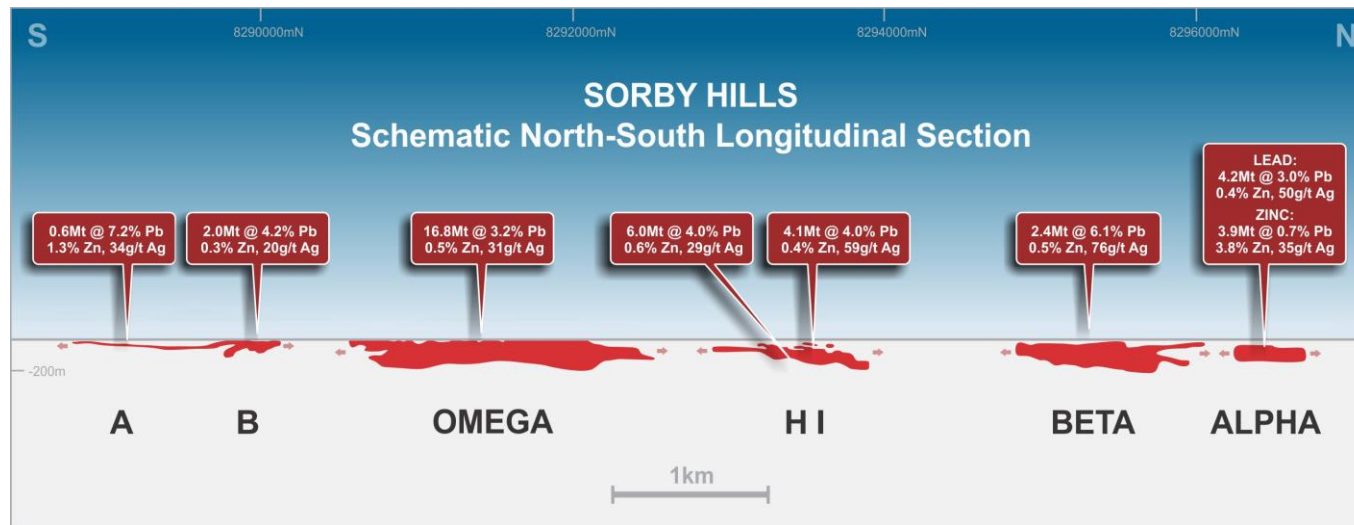 S
8290000mN
8292000mN
8294000mN
8296000mN
N
SORBY HILLS
Schematic North-South Longitudinal Section
0.6Mt @ 7.2% Pb
1.3% Zn, 34g/t Ag
2.0Mt @ 4.2% Pb
0.3% Zn, 20g/t Ag
16.8Mt @ 3.2% Pb
0.5% Zn, 31g/t Ag
6.0Mt @ 4.0% Pb
0.6% Zn, 29g/t Ag
4.1Mt @ 4.0% Pb
0.4% Zn, 59g/t Ag
2.4Mt @ 6.1% Pb
0.5% Zn, 76g/t Ag
LEAD:
4.2Mt @ 3.0% Pb
0.4% Zn, 50g/t Ag
ZINC:
3.9Mt @ 0.7% Pb
3.8% Zn, 35g/t Ag
-200m
A
B
OMEGA
H I
BETA
ALPHA
1km